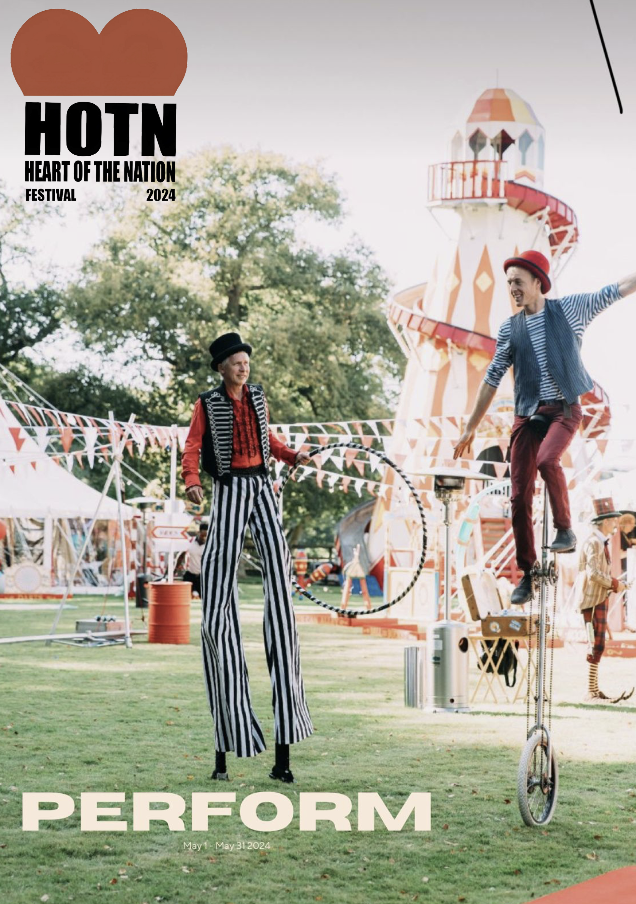 HOTN
HEART OF THE NATION
FESTIVAL 2024
PERFORM
May 1 - May 31 2024